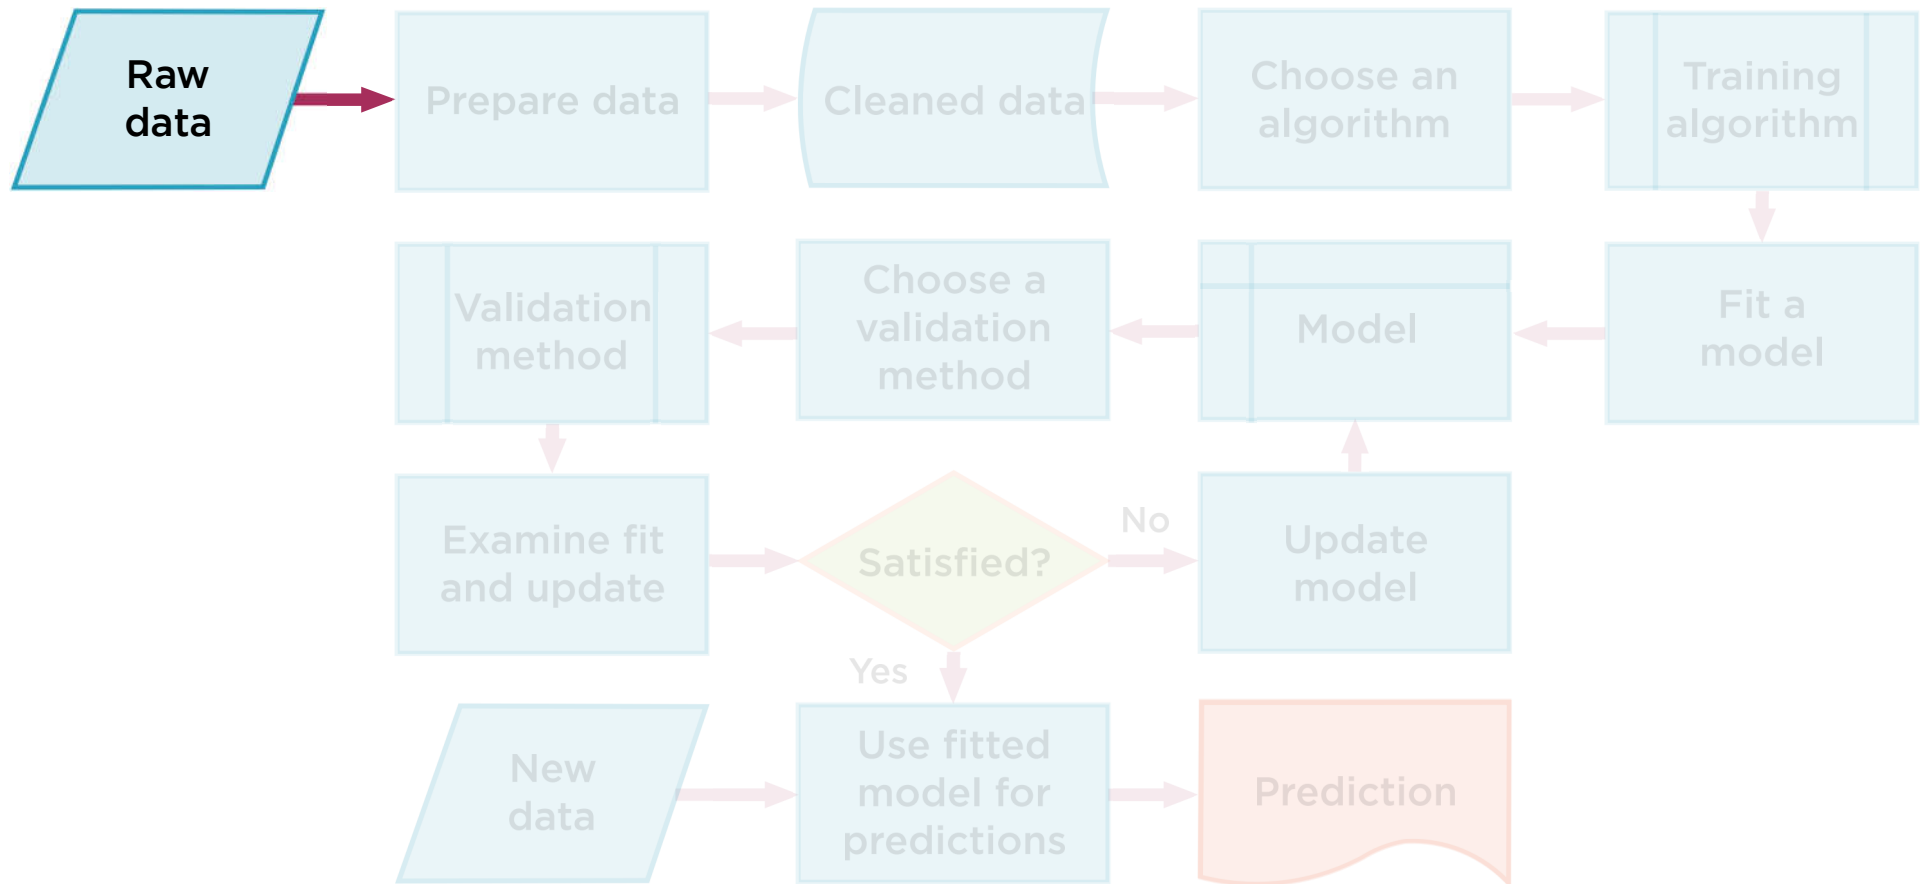 Raw
data
Prepare data
Cleaned data
Choose an
algorithm
Training
algorithm
Validation
method
Choose a
validation
method
Model
Fit a
model
Examine fit
and update
Satisfied?
No
Update
model
Yes
New
data
Use fitted
model for
predictions
Prediction